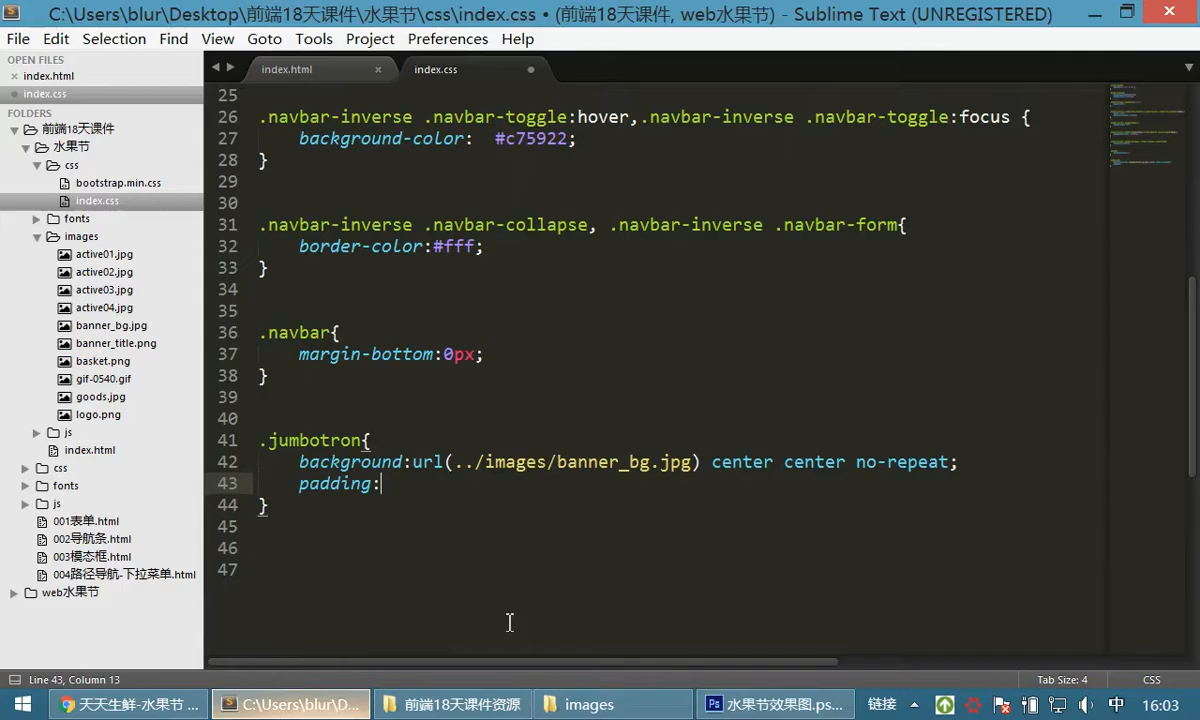 C:\Users\blur\Desktop\前端18天课件\水果节\css\index.css • (前端18天课件, web水果节) - Sublime Text (UNREGISTERED)
File Edit Selection Find View Goto Tools Project Preferences Help
OPEN FILES
index.html
index.css
FOLDERS
前端18天课件
水果节
css
bootstrap.min.css
index.css
fonts
images
active01.jpg
active02.jpg
active03.jpg
active04.jpg
banner_bg.jpg
banner_title.png
basket.png
gif-0540.gif
goods.jpg
logo.png
js
index.html
css
fonts
js
001表单.html
002导航条.html
003模态框.html
004路径导航-下拉菜单.html
web水果节
index.html
index.css
25
26 .navbar-inverse .navbar-toggle:hover,.navbar-inverse .navbar-toggle:focus {
27 background-color: #c75922;
28 }
29
30
31 .navbar-inverse .navbar-collapse, .navbar-inverse .navbar-form{
32 border-color:#fff;
33 }
34
35
36 .navbar{
37 margin-bottom:0px;
38 }
39
40
41 .jumbotron{
42 background:url(../images/banner_bg.jpg) center center no-repeat;
43 padding:
44 }
45
46
47
Line 43, Column 13
Tab Size: 4
CSS
天天生鲜-水果节 ...
C:\Users\blur\D...
前端18天课件资源
images
水果节效果图.ps...
链接
中
16:03